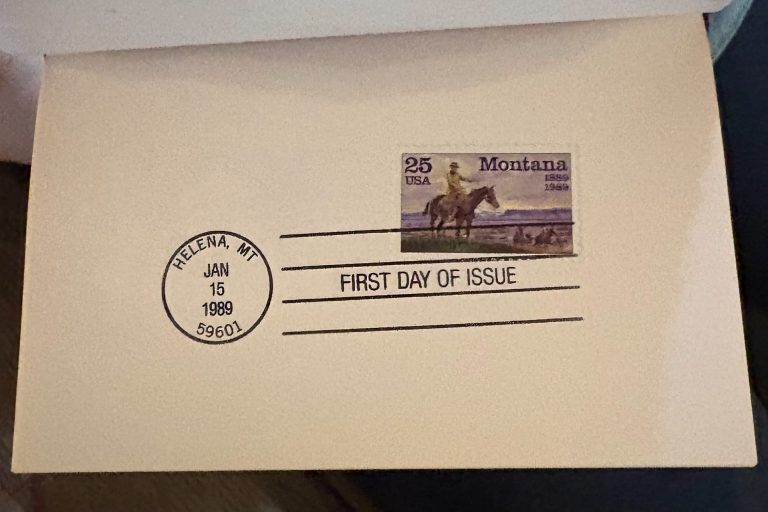 25
USA
Montana
1889
1989
HELENA, MT
JAN
15
1989
59601
FIRST DAY OF ISSUE